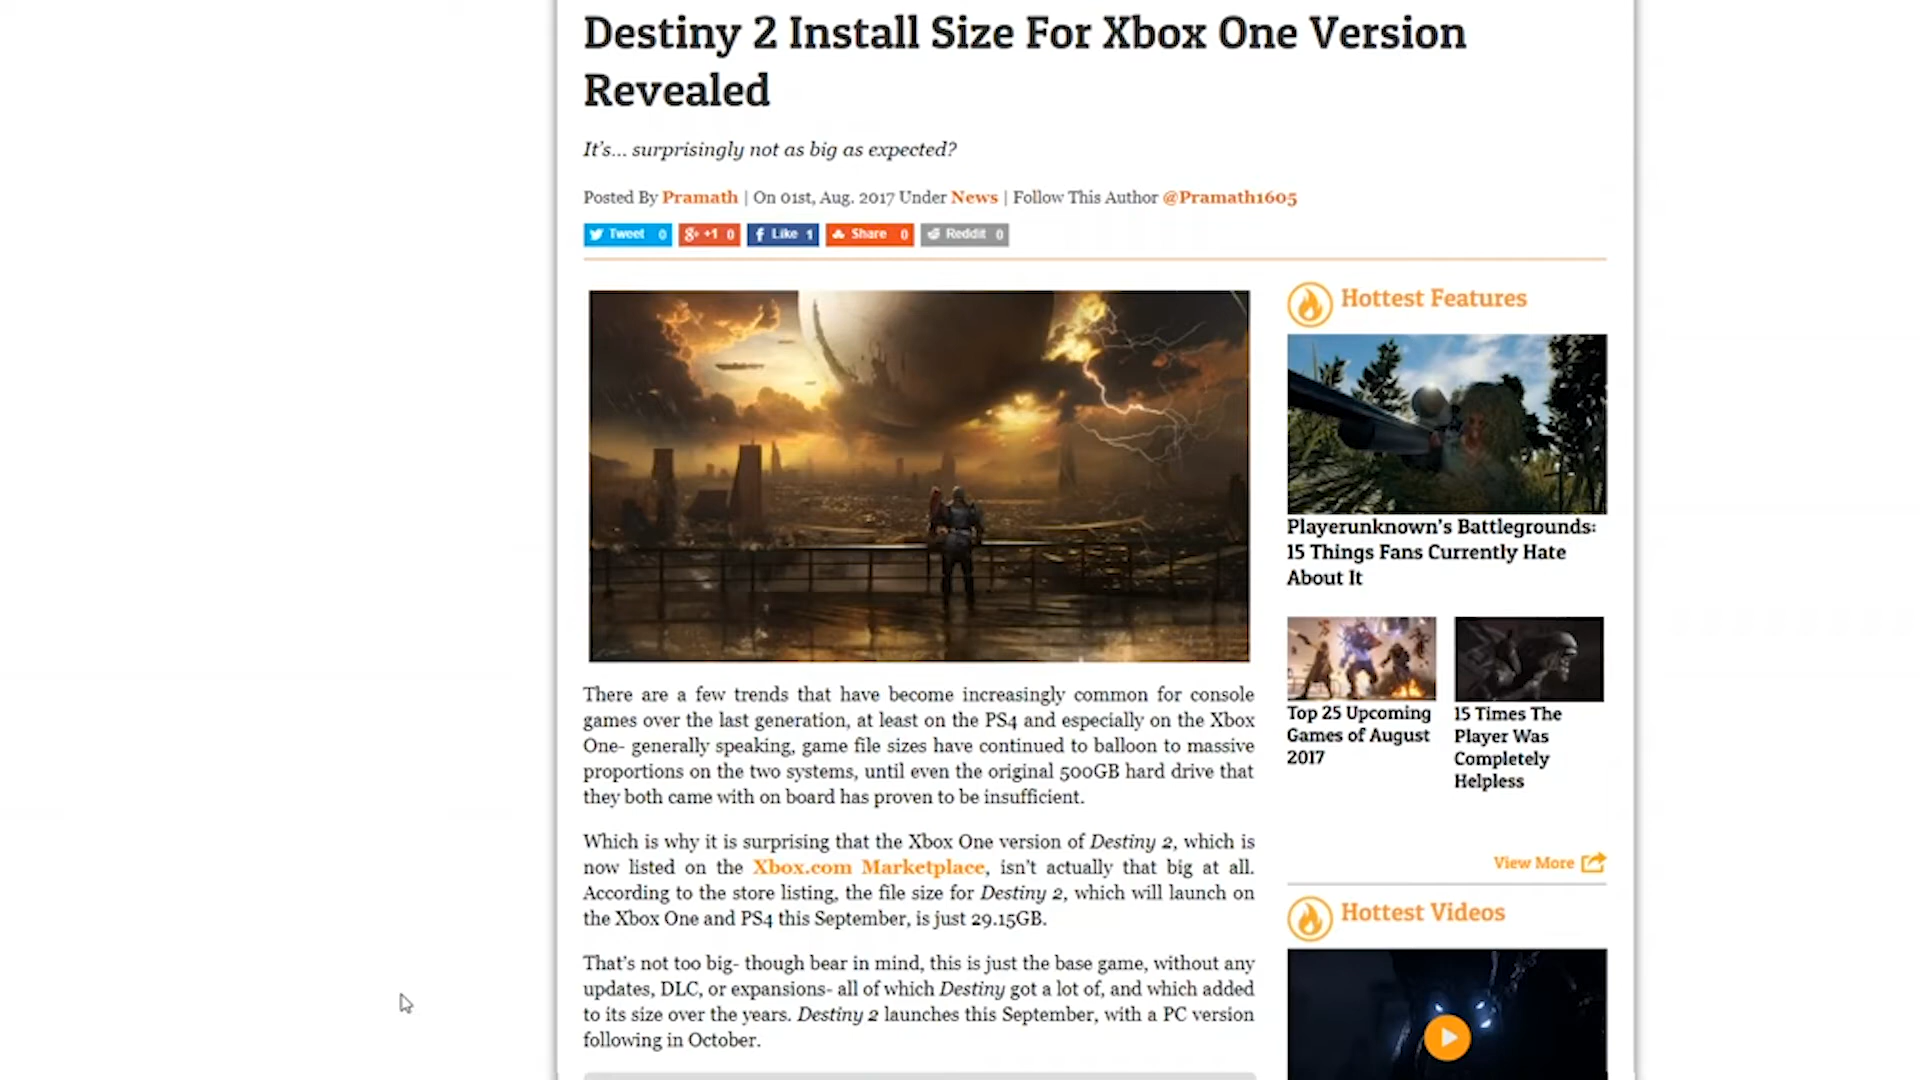 Destiny 2 Install Size For Xbox One Version
Revealed
It's... surprisingly not as big as expected?
Posted By Pramath | On 01st, Aug. 2017 Under News | Follow This Author @Pramath1605
Tweet 0
+1 0
Like 1
Share 0
Reddit 0
There are a few trends that have become increasingly common for console
games over the last generation, at least on the PS4 and especially on the Xbox
One- generally speaking, game file sizes have continued to balloon to massive
proportions on the two systems, until even the original 500GB hard drive that
they both came with on board has proven to be insufficient.
Which is why it is surprising that the Xbox One version of Destiny 2, which is
now listed on the Xbox.com Marketplace, isn't actually that big at all.
According to the store listing, the file size for Destiny 2, which will launch on
the Xbox One and PS4 this September, is just 29.15GB.
That's not too big- though bear in mind, this is just the base game, without any
updates, DLC, or expansions- all of which Destiny got a lot of, and which added
to its size over the years. Destiny 2 launches this September, with a PC version
following in October.
Hottest Features
Playerunknown's Battlegrounds:
15 Things Fans Currently Hate
About It
Top 25 Upcoming
Games of August
2017
15 Times The
Player Was
Completely
Helpless
View More
Hottest Videos